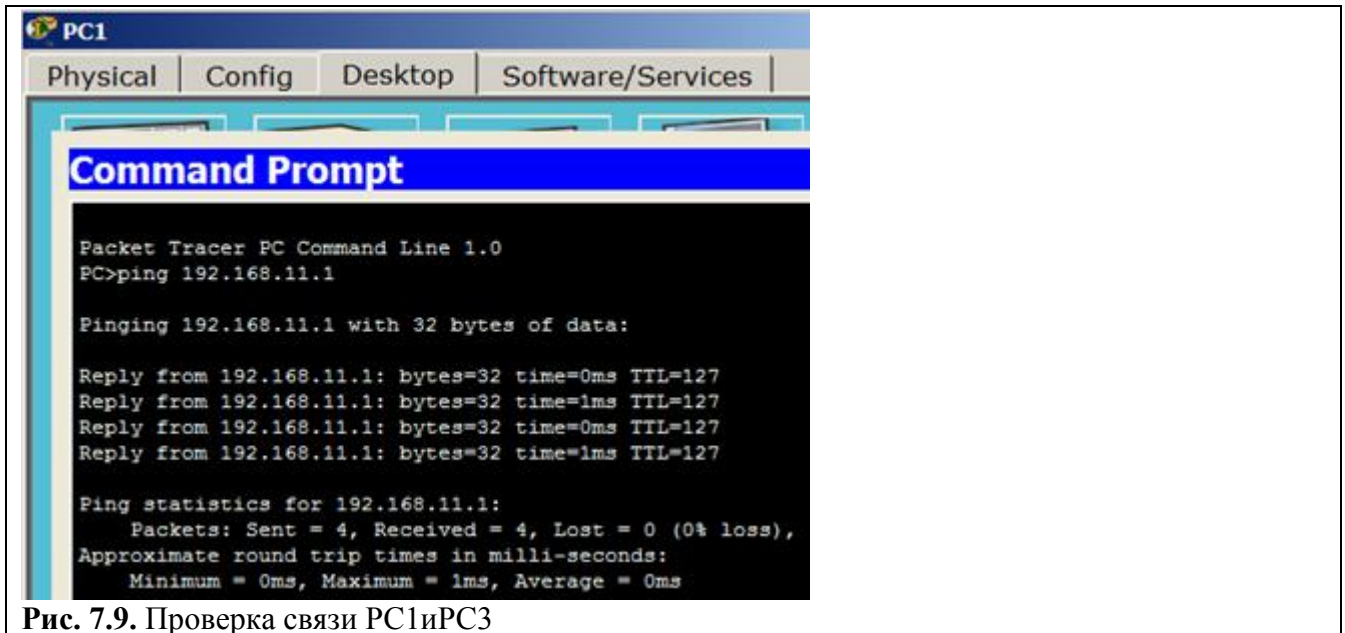 PC1
Physical Config Desktop Software/Services
Command Prompt
Packet Tracer PC Command Line 1.0
PC>ping 192.168.11.1
Pinging 192.168.11.1 with 32 bytes of data:
Reply from 192.168.11.1: bytes=32 time=0ms TTL=127
Reply from 192.168.11.1: bytes=32 time=1ms TTL=127
Reply from 192.168.11.1: bytes=32 time=0ms TTL=127
Reply from 192.168.11.1: bytes=32 time=1ms TTL=127
Ping statistics for 192.168.11.1:
Packets: Sent = 4, Received = 4, Lost = 0 (0% loss),
Approximate round trip times in milli-seconds:
Minimum = 0ms, Maximum = 1ms, Average = 0ms
Рис. 7.9. Проверка связи PC1иPC3